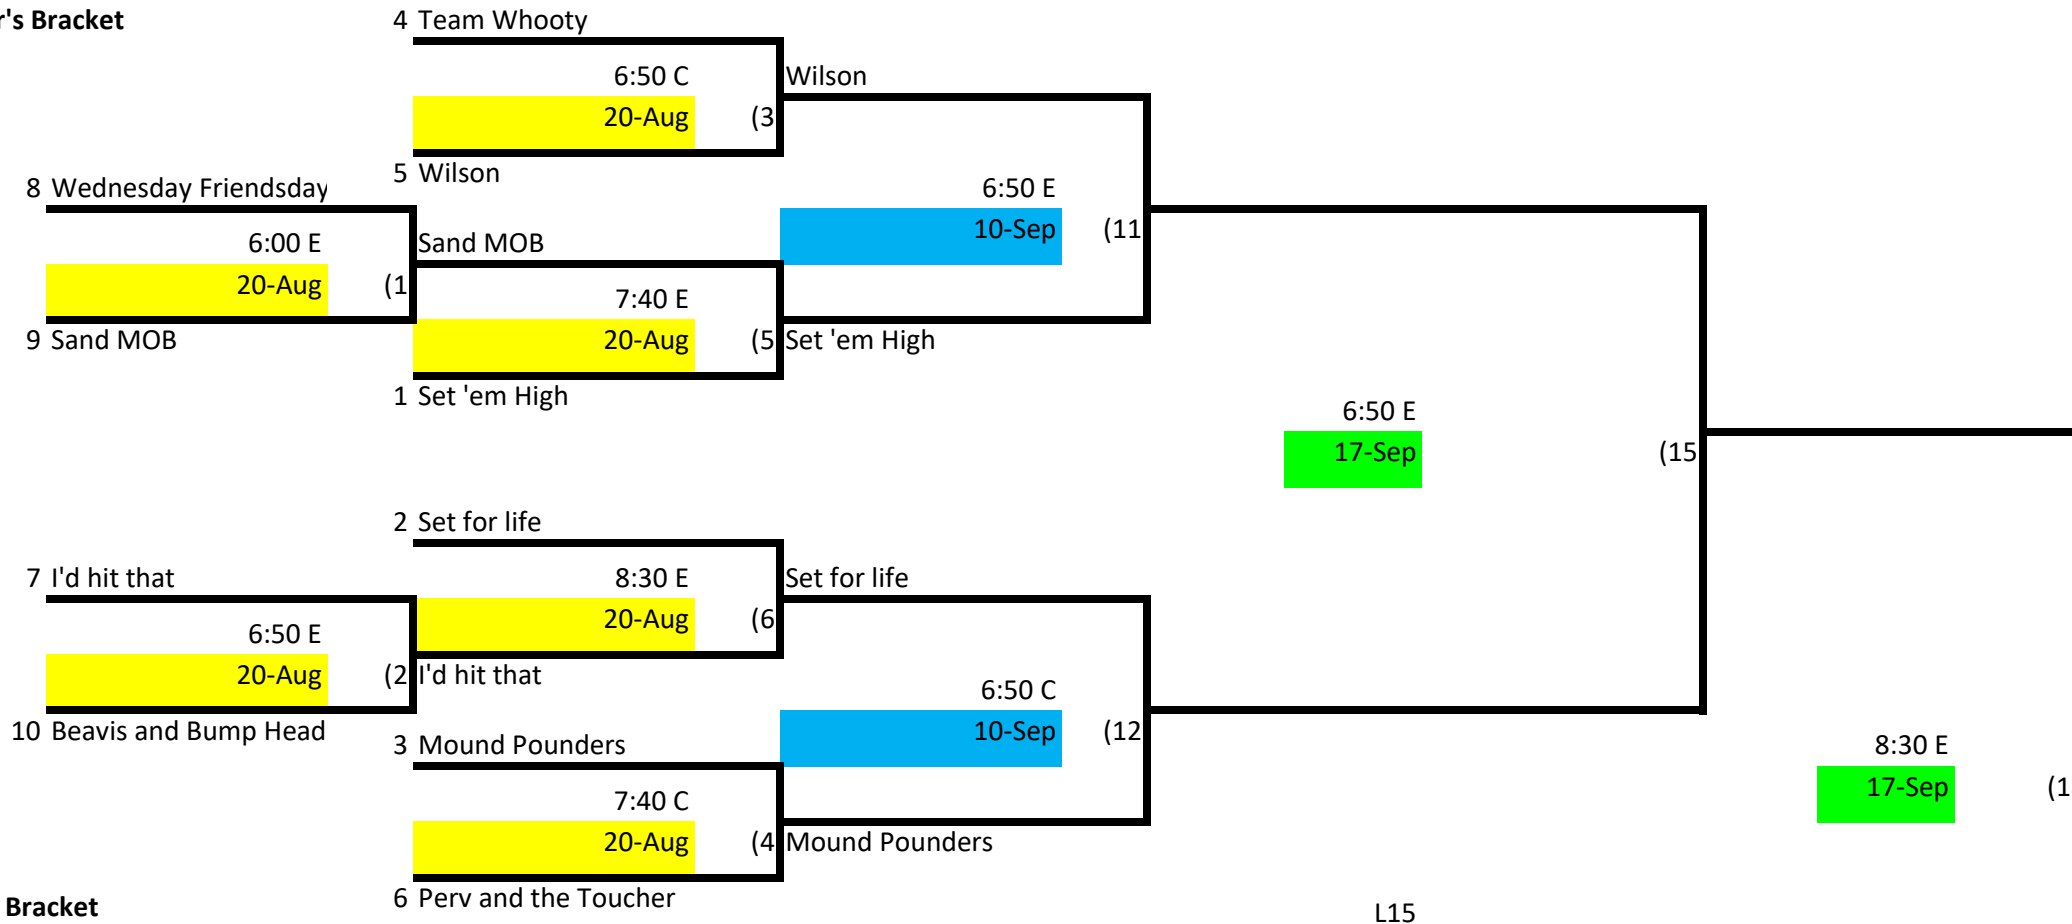 r's Bracket
4 Team Whooty
6:50 C
Wilson
20-Aug (3
5 Wilson
8 Wednesday Friendsday
6:50 E
6:00 E
Sand MOB
10-Sep (11
20-Aug (1
7:40 E
9 Sand MOB
20-Aug (5
Set 'em High
1 Set 'em High
6:50 E
17-Sep (15
2 Set for life
7 I'd hit that
8:30 E
Set for life
20-Aug (6
6:50 E
20-Aug (2
I'd hit that
6:50 C
10 Beavis and Bump Head
10-Sep (12
3 Mound Pounders
8:30 E
17-Sep (1
7:40 C
20-Aug (4
Mound Pounders
6 Perv and the Toucher
Bracket
L15